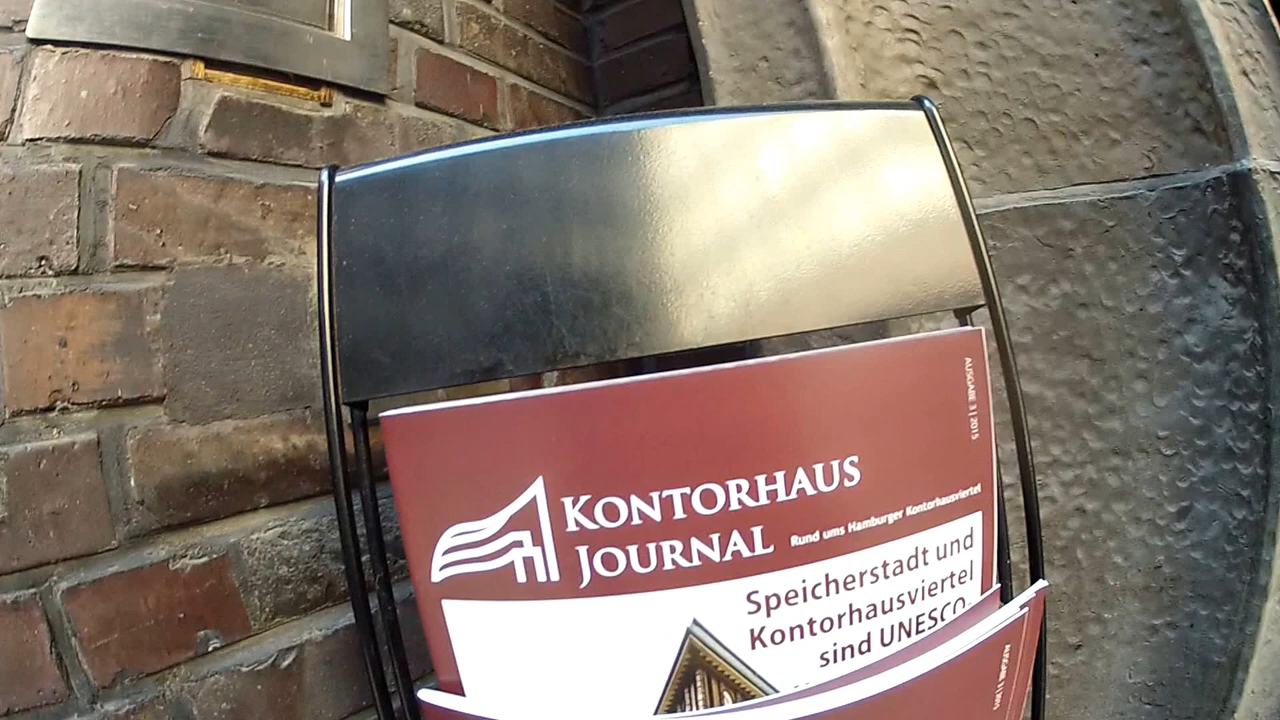 AUSGABE 3 | 2015
KONTORHAUS
JOURNAL
Rund ums Hamburger Kontorhausviertel
Speicherstadt und
Kontorhausviertel
sind UNESCO-